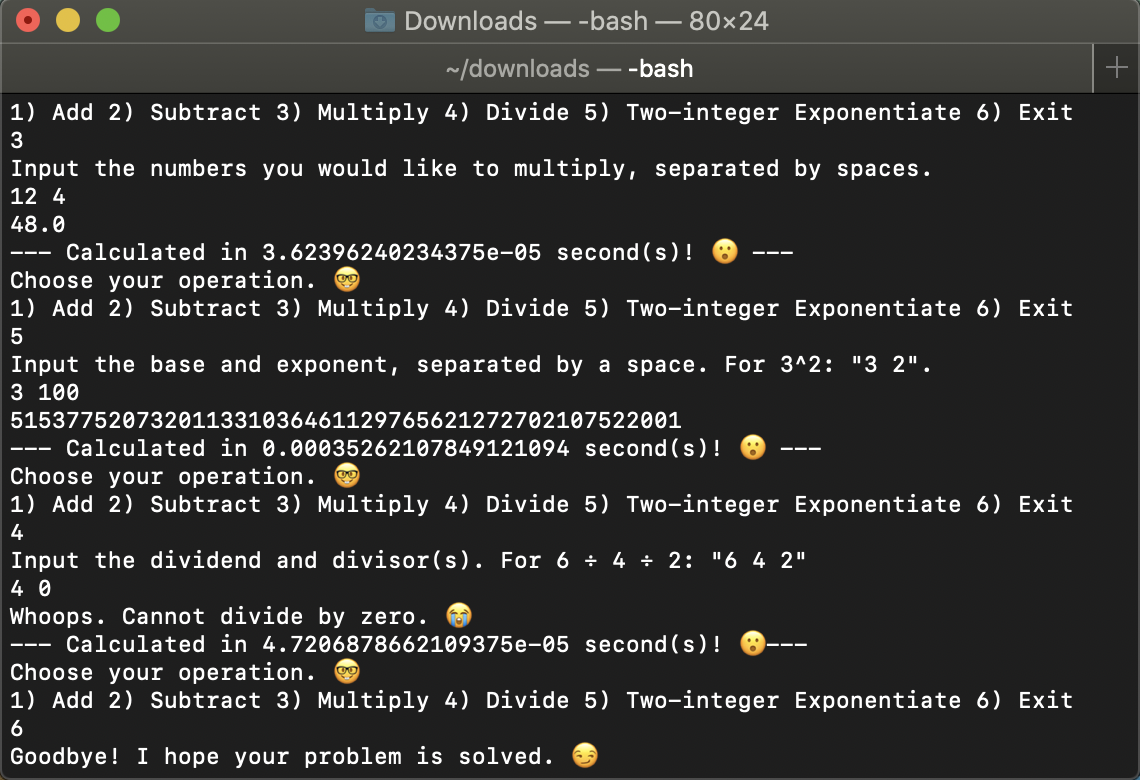 Downloads — -bash — 80×24
~/downloads — -bash
1) Add 2) Subtract 3) Multiply 4) Divide 5) Two-integer Exponentiate 6) Exit
3
Input the numbers you would like to multiply, separated by spaces.
12 4
48.0
--- Calculated in 3.62396240234375e-05 second(s)! 😮 ---
Choose your operation. 🤓
1) Add 2) Subtract 3) Multiply 4) Divide 5) Two-integer Exponentiate 6) Exit
5
Input the base and exponent, separated by a space. For 3^2: "3 2".
3 100
515377520732011331036461129765621272702107522001
--- Calculated in 0.00035262107849121094 second(s)! 😮 ---
Choose your operation. 🤓
1) Add 2) Subtract 3) Multiply 4) Divide 5) Two-integer Exponentiate 6) Exit
4
Input the dividend and divisor(s). For 6 ÷ 4 ÷ 2: "6 4 2"
4 0
Whoops. Cannot divide by zero. 😭
--- Calculated in 4.7206878662109375e-05 second(s)! 😮---
Choose your operation. 🤓
1) Add 2) Subtract 3) Multiply 4) Divide 5) Two-integer Exponentiate 6) Exit
6
Goodbye! I hope your problem is solved. 😏